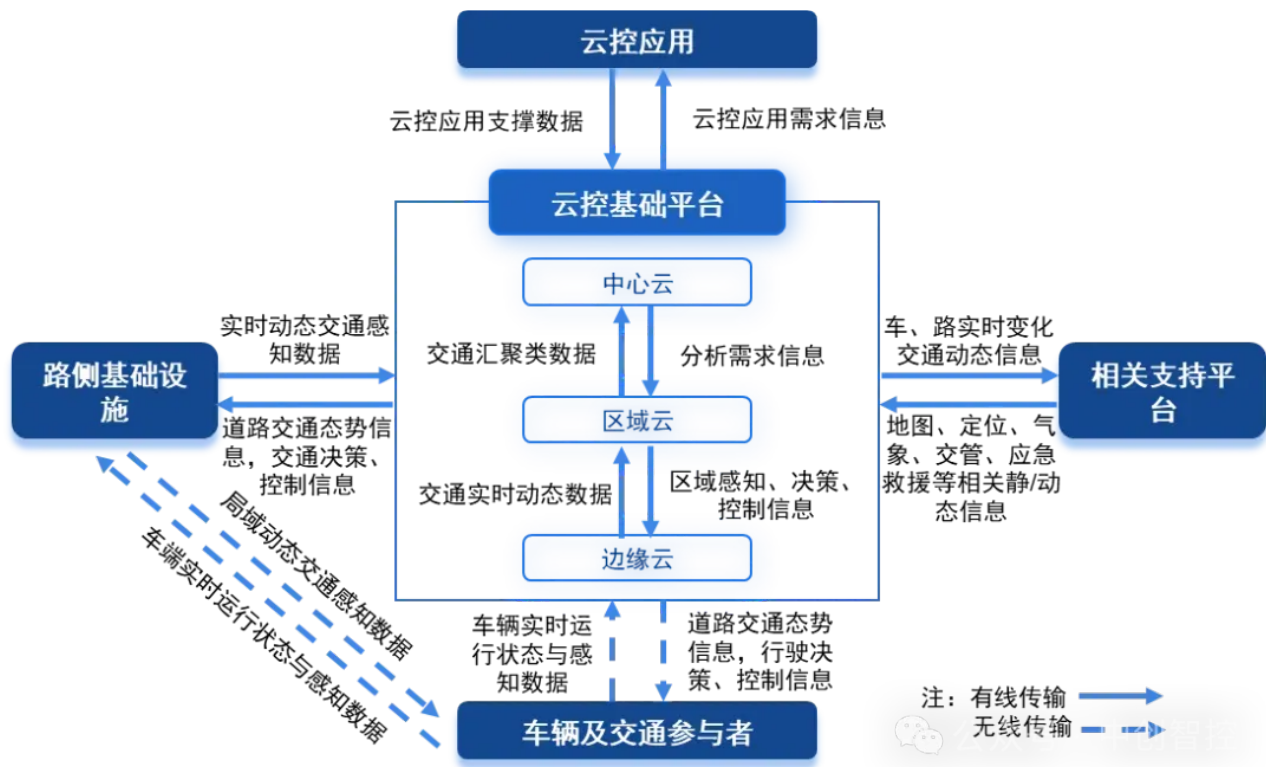 云控应用
云控应用支撑数据
云控应用需求信息
云控基础平台
中心云
交通汇聚类数据
分析需求信息
区域云
交通实时动态数据
区域感知、决策、
控制信息
边缘云
实时动态交通感
知数据
路侧基础设
施
道路交通态势信
息，交通决策、
控制信息
车、路实时变化
交通动态信息
相关支持平
台
地图、定位、气
象、交管、应急
救援等相关静/动
态信息
局域动态交通感知数据
车端实时运行状态与感知数据
车辆实时运
行状态与感
知数据
道路交通态势
信息，行驶决
策、控制信息
车辆及交通参与者
注：有线传输
无线传输
公众号·中创智控